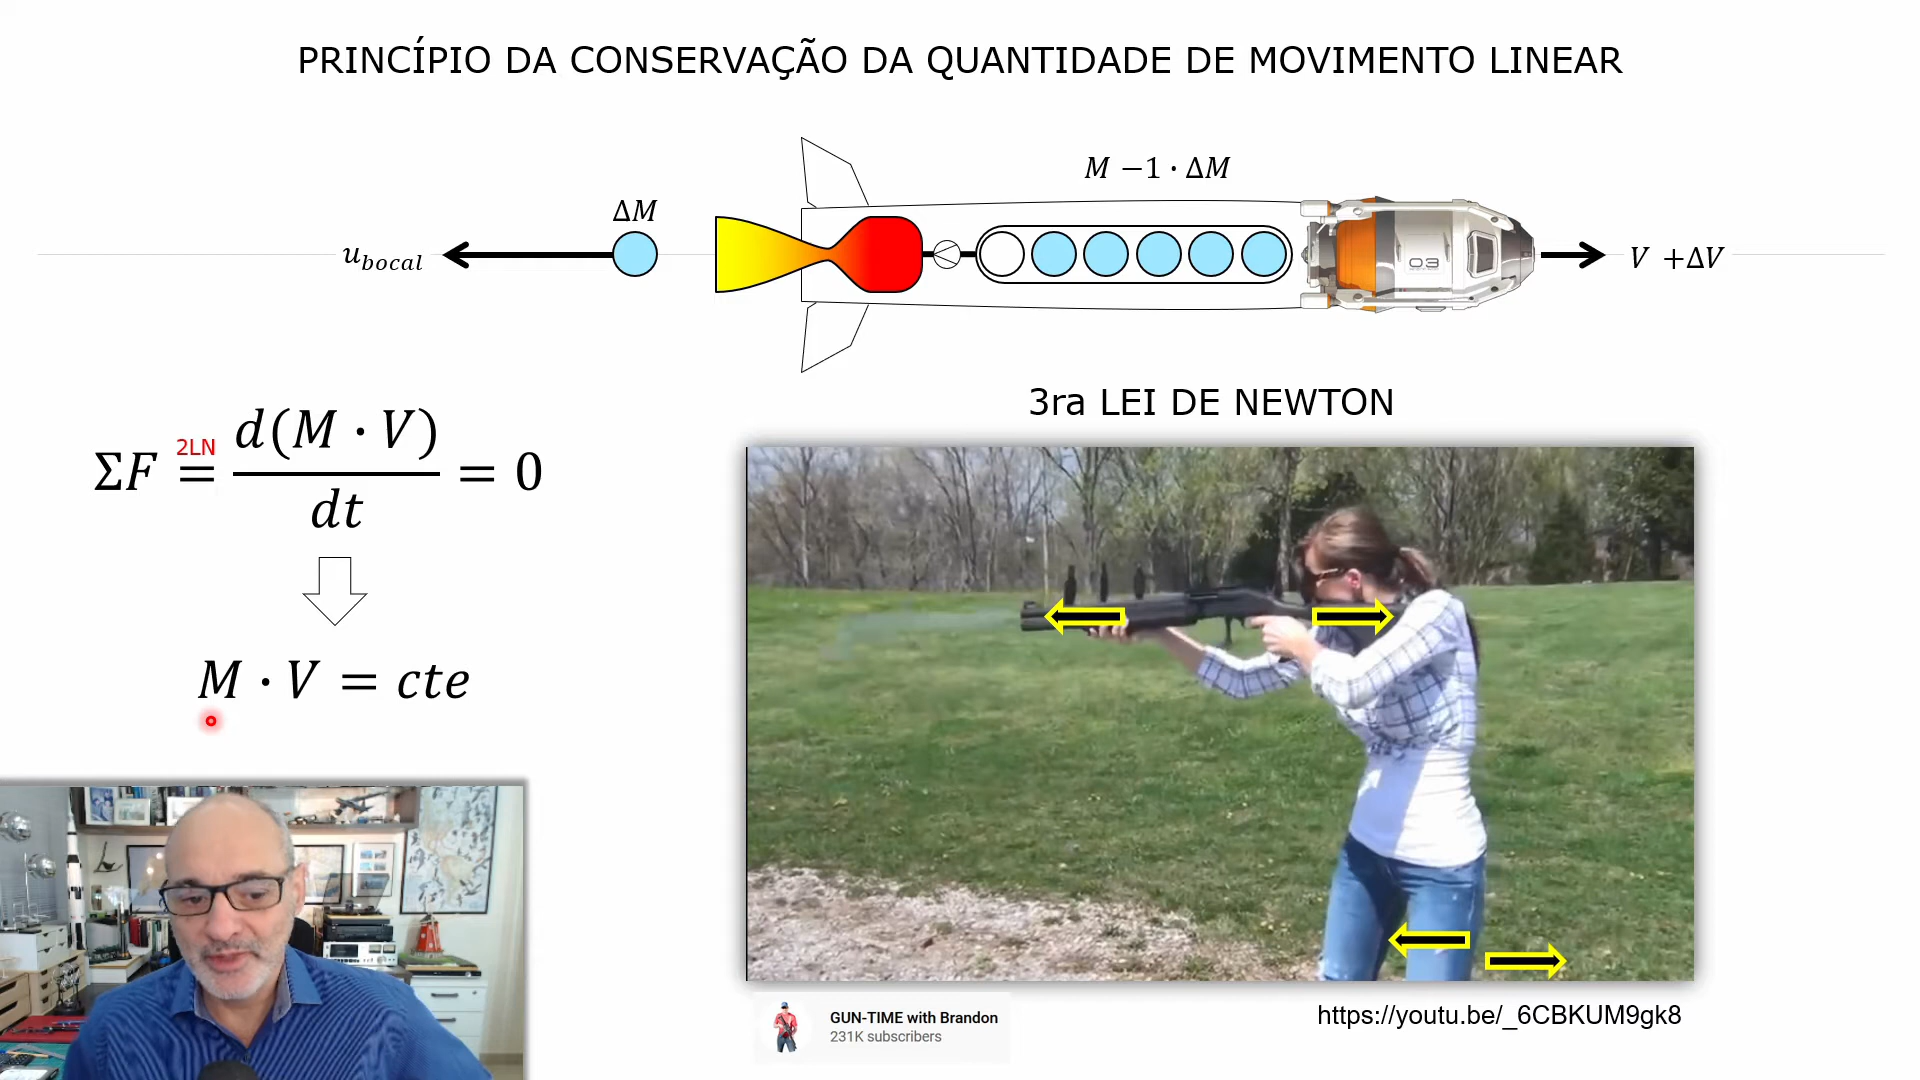 PRINCÍPIO DA CONSERVAÇÃO DA QUANTIDADE DE MOVIMENTO LINEAR
M − 1 · ΔM
ΔM
u_bocal
03
V + ΔV
ΣF = d(M · V)/dt = 0
2LN
M · V = cte
3ra LEI DE NEWTON
GUN-TIME with Brandon
231K subscribers
https://youtu.be/_6CBKUM9gk8